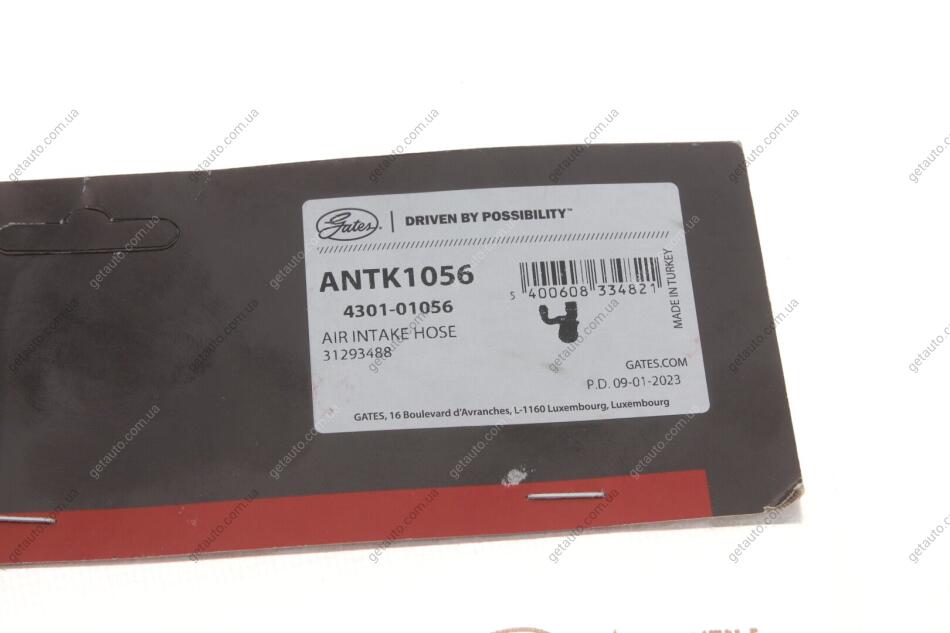 Gates
DRIVEN BY POSSIBILITY™
ANTK1056
4301-01056
AIR INTAKE HOSE
31293488
5 400608 334821
MADE IN TURKEY
GATES.COM
P.D. 09-01-2023
GATES, 16 Boulevard d'Avranches, L-1160 Luxembourg, Luxembourg
getauto.com.ua